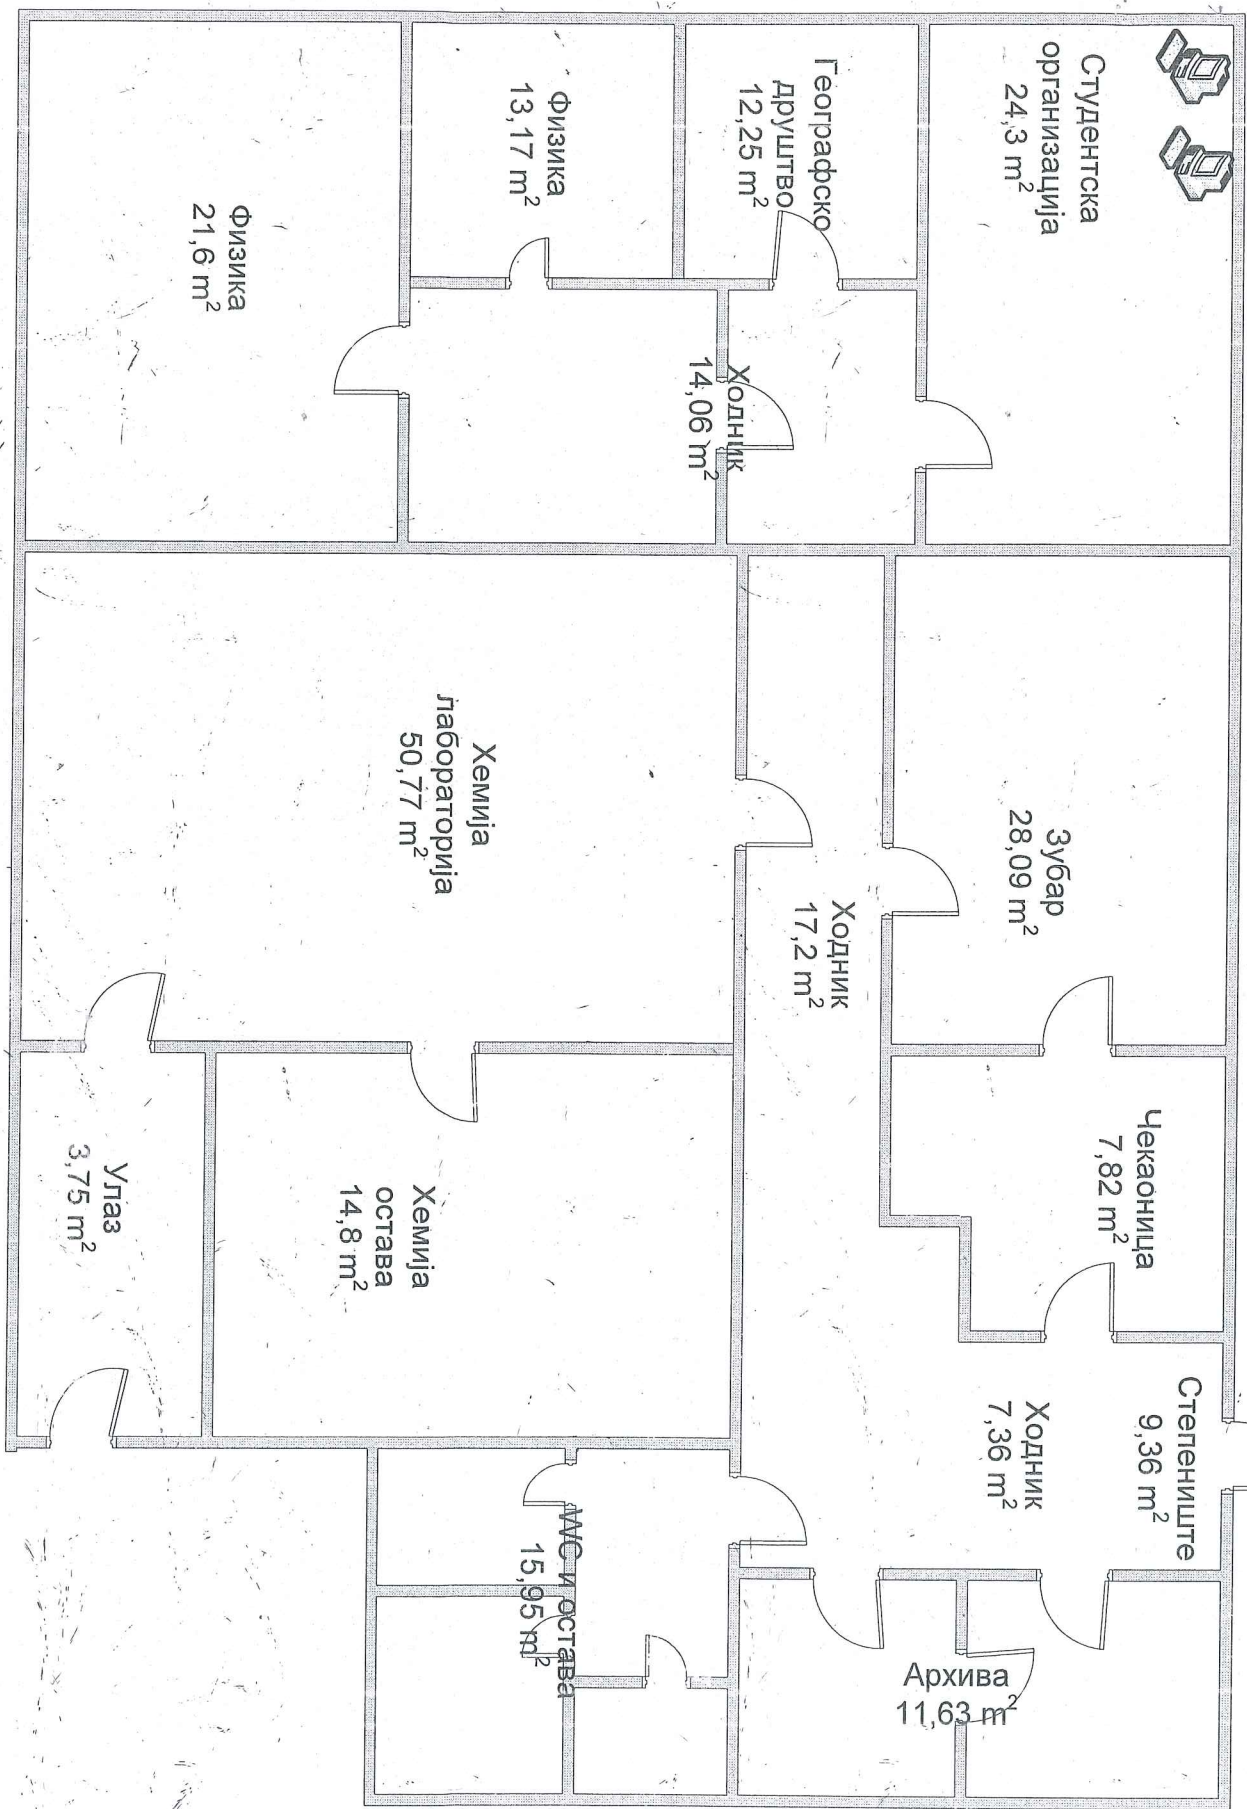 Студентска
организација
24,3 m²
Географско
друштво
12,25 m²
Физика
13,17 m²
Физика
21,6 m²
Ходник
14,06 m²
Зубар
28,09 m²
Ходник
17,2 m²
Хемија
лабораторија
50,77 m²
Чекаоница
7,82 m²
Хемија
остава
14,8 m²
Улаз
3,75 m²
Степениште
9,36 m²
Ходник
7,36 m²
WC и остава
15,95 m²
Архива
11,63 m²